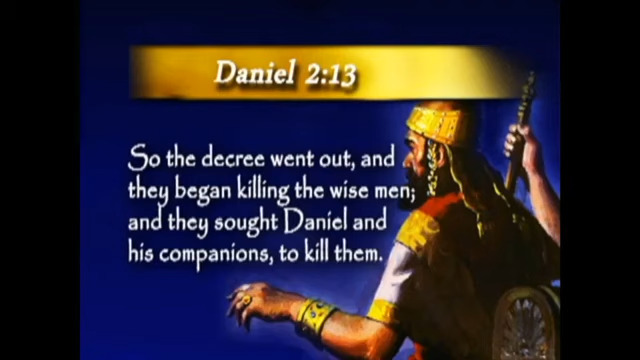 Daniel 2:13
So the decree went out, and
they began killing the wise men;
and they sought Daniel and
his companions, to kill them.